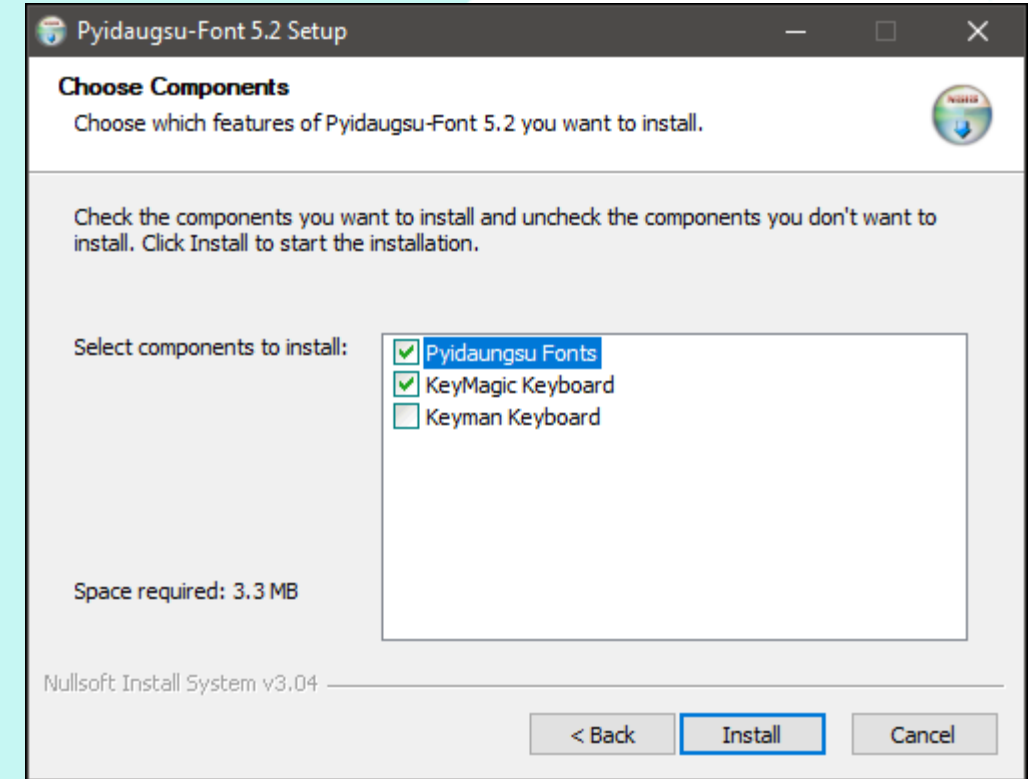 Pyidaugsu-Font 5.2 Setup
Choose Components
Choose which features of Pyidaugsu-Font 5.2 you want to install.
Check the components you want to install and uncheck the components you don't want to
install. Click Install to start the installation.
Select components to install:
Pyidaungsu Fonts
KeyMagic Keyboard
Keyman Keyboard
Space required: 3.3 MB
Nullsoft Install System v3.04
< Back
Install
Cancel